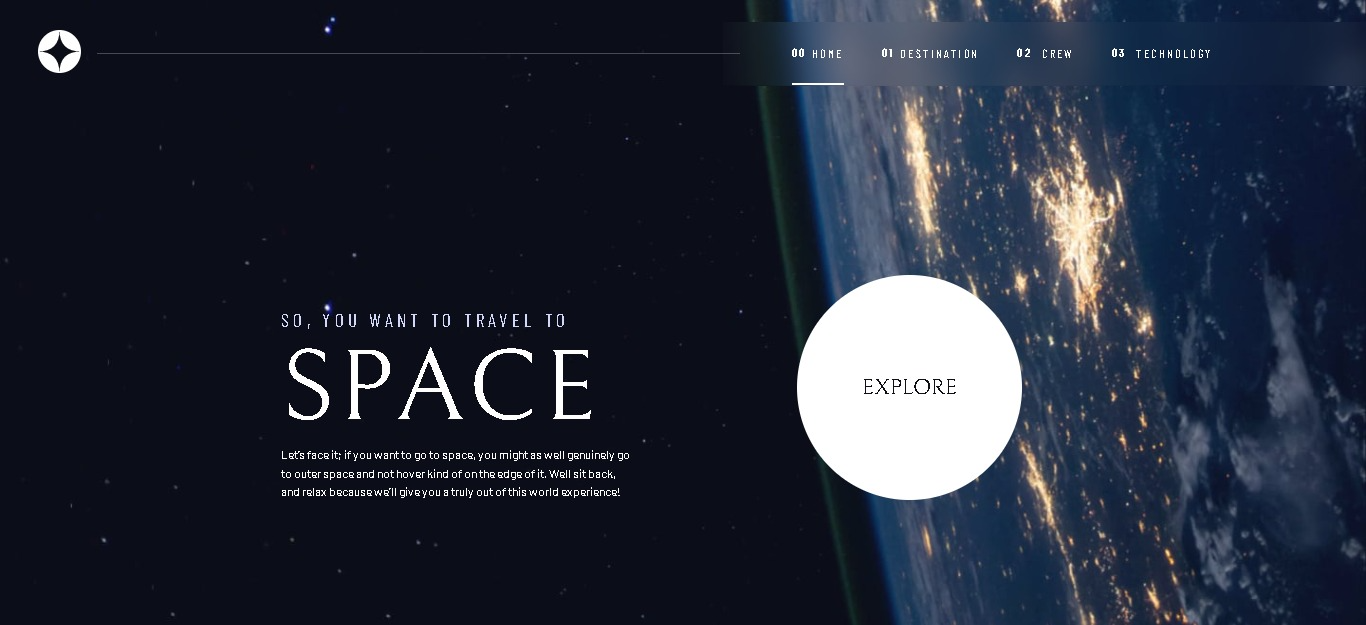 00 HOME 01 DESTINATION 02 CREW 03 TECHNOLOGY
SO, YOU WANT TO TRAVEL TO
SPACE
EXPLORE
Let's face it; if you want to go to space, you might as well genuinely go
to outer space and not hover kind of on the edge of it. Well sit back,
and relax because we'll give you a truly out of this world experience!